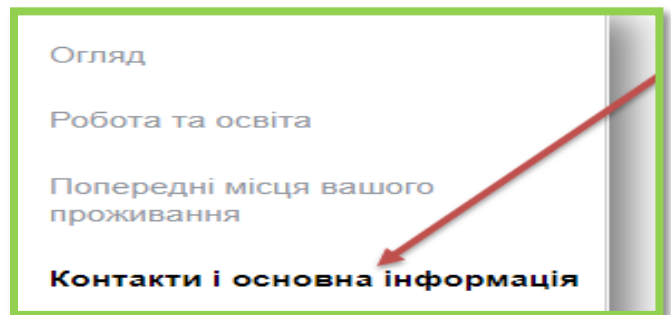 Огляд
Робота та освіта
Попередні місця вашого
проживання
Контакти і основна інформація